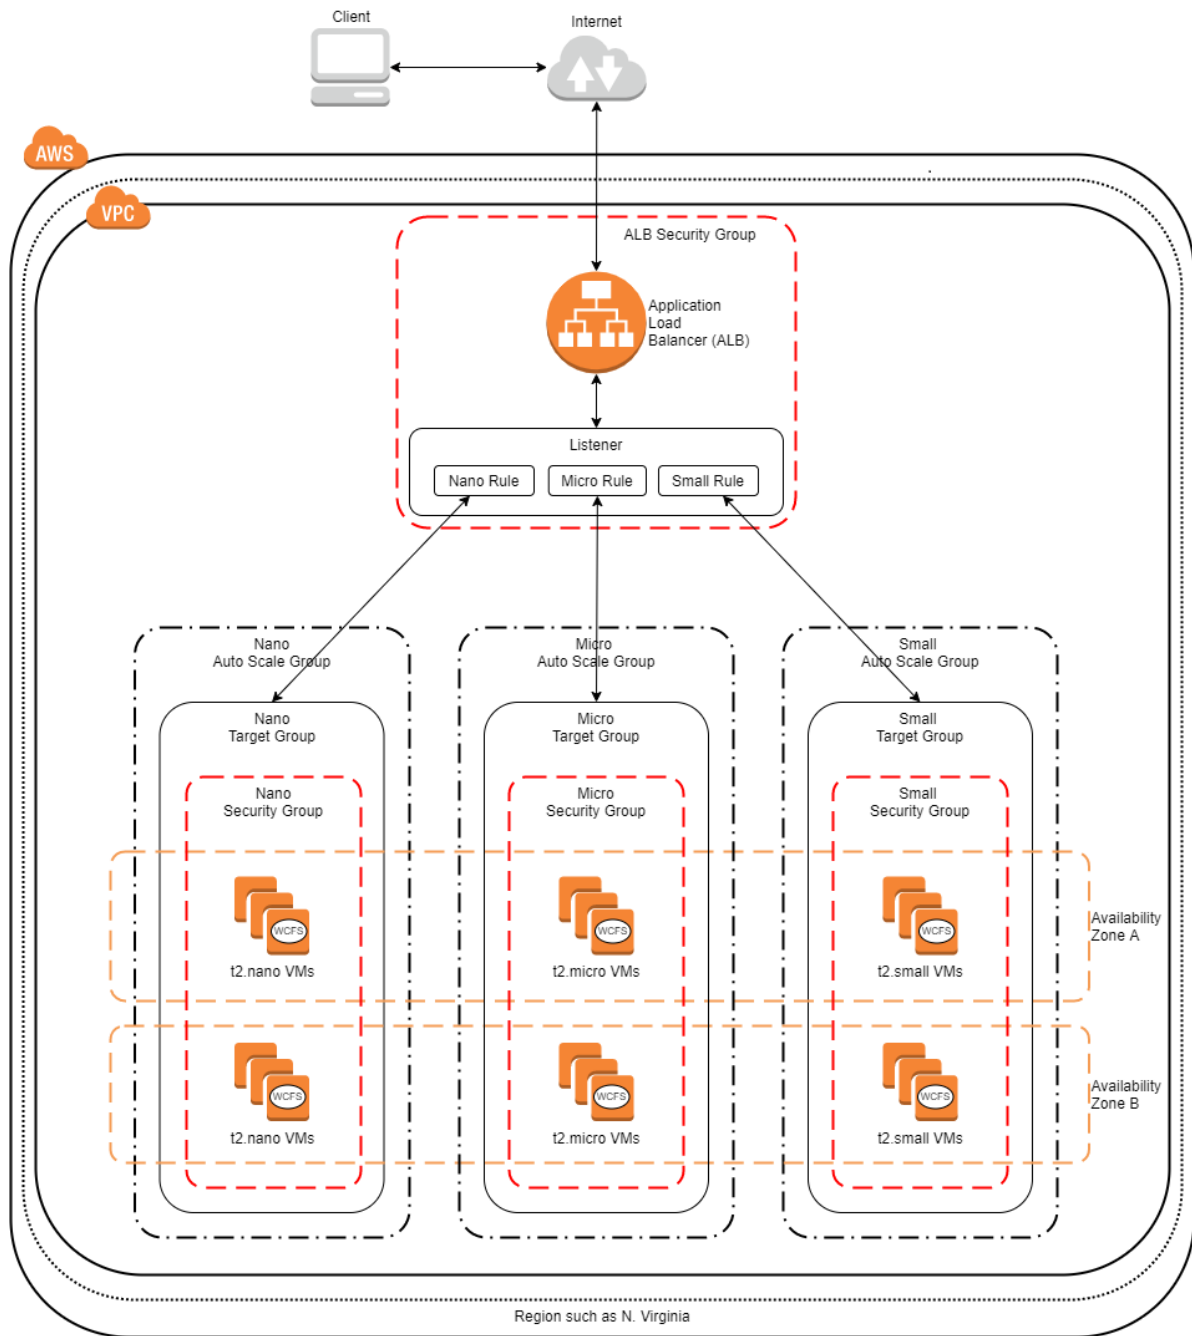 Client
Internet
AWS
VPC
ALB Security Group
Application
Load
Balancer (ALB)
Listener
Nano Rule
Micro Rule
Small Rule
Nano
Auto Scale Group
Micro
Auto Scale Group
Small
Auto Scale Group
Nano
Target Group
Micro
Target Group
Small
Target Group
Nano
Security Group
Micro
Security Group
Small
Security Group
WCFS
t2.nano VMs
WCFS
t2.micro VMs
WCFS
t2.small VMs
Availability
Zone A
WCFS
t2.nano VMs
WCFS
t2.micro VMs
WCFS
t2.small VMs
Availability
Zone B
Region such as N. Virginia